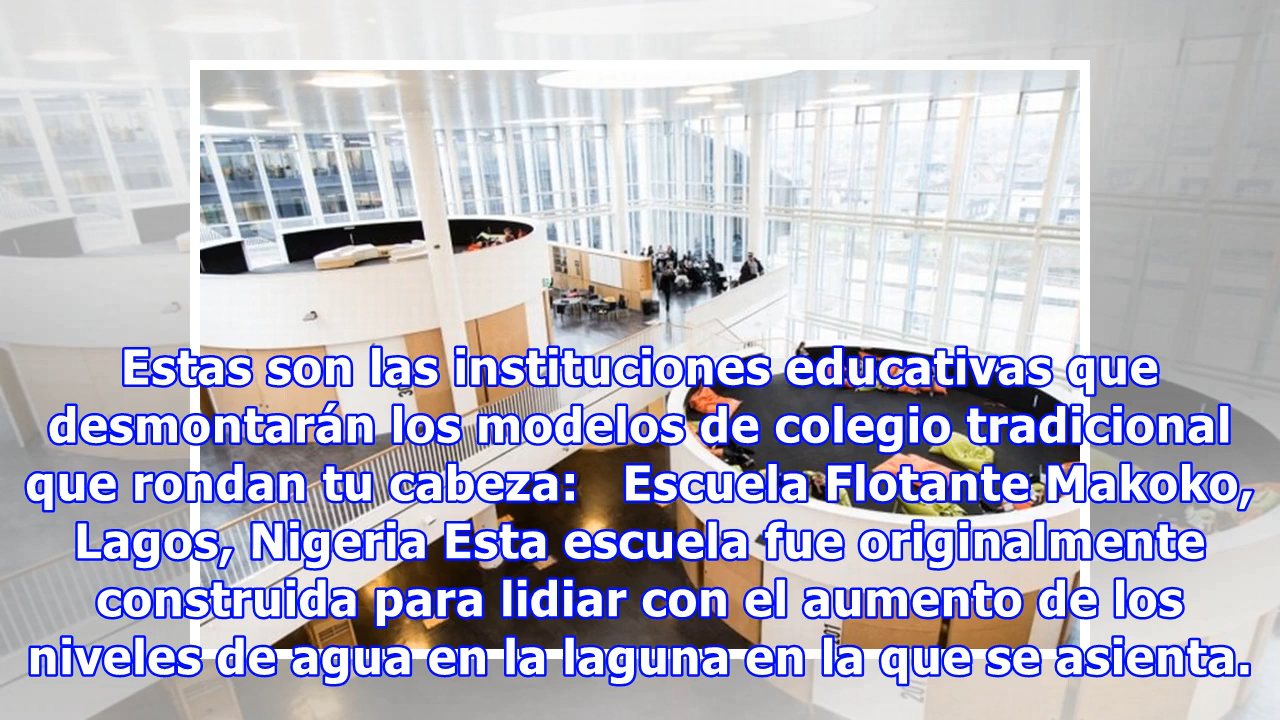 Estas son las instituciones educativas que
desmontarán los modelos de colegio tradicional
que rondan tu cabeza:   Escuela Flotante Makoko,
Lagos, Nigeria Esta escuela fue originalmente
construida para lidiar con el aumento de los
niveles de agua en la laguna en la que se asienta.